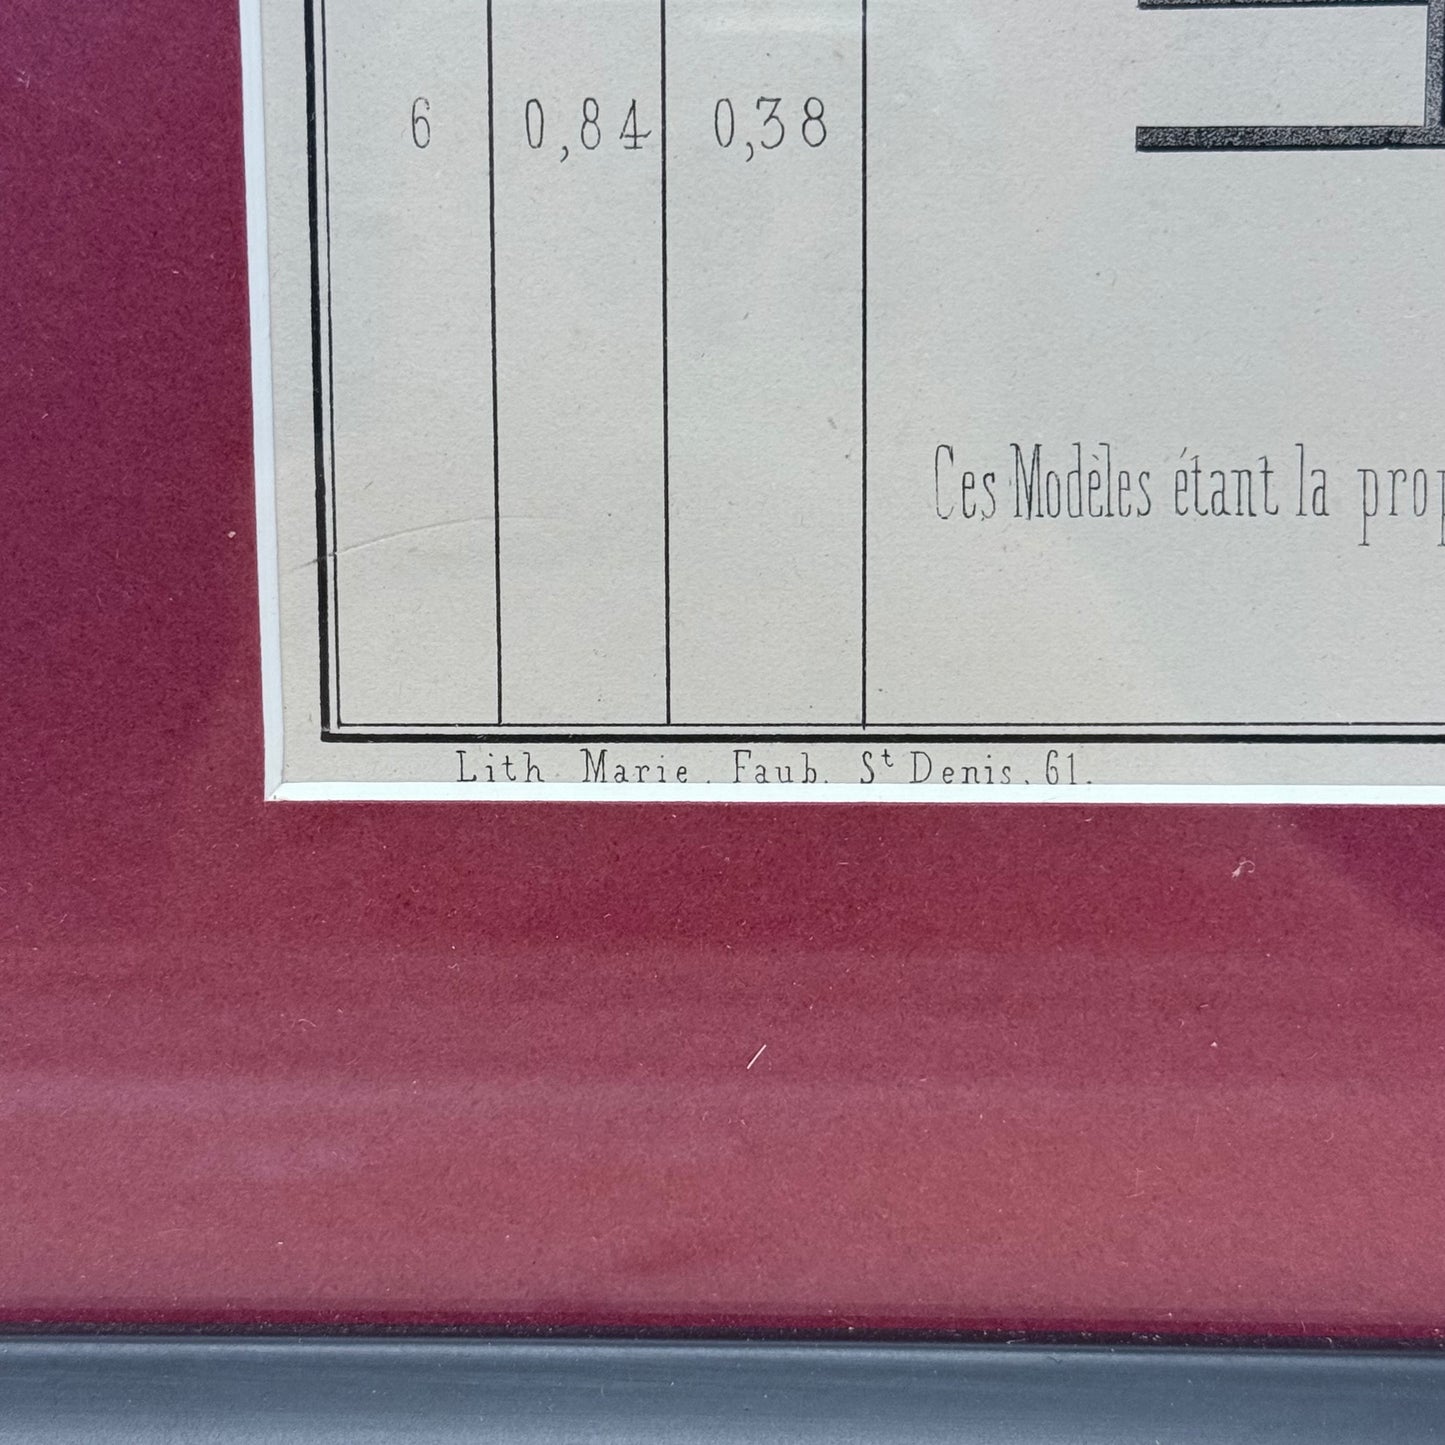 6 0,84 0,38
Ces Modèles étant la prop
Lith Marie. Faub. St Denis. 61.